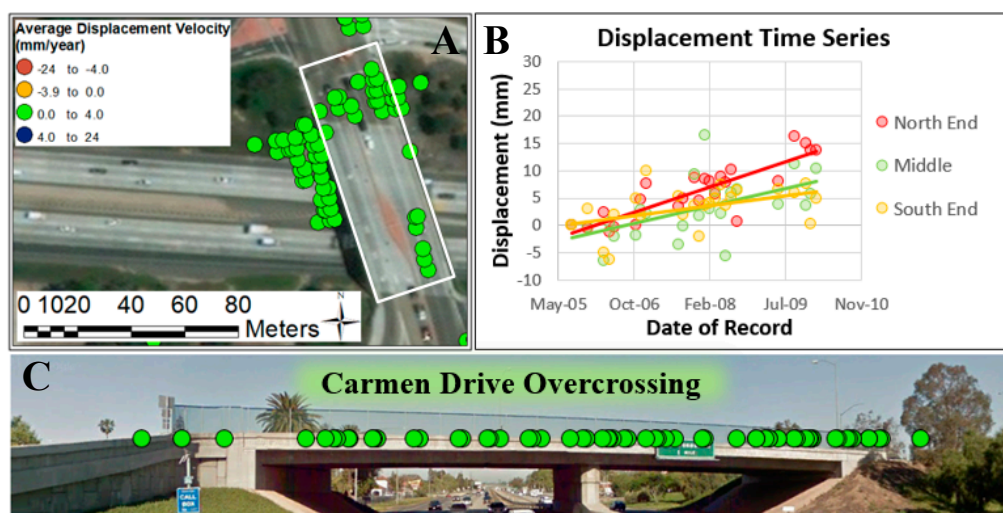 Average Displacement Velocity
(mm/year)
-24 to -4.0
-3.9 to 0.0
0.0 to 4.0
4.0 to 24
A
N
0 1020 40 60 80
Meters
B
Displacement Time Series
Displacement (mm)
30
25
20
15
10
5
0
-5
-10
May-05 Oct-06 Feb-08 Jul-09 Nov-10
Date of Record
North End
Middle
South End
C
Carmen Drive Overcrossing
CALL
BOX